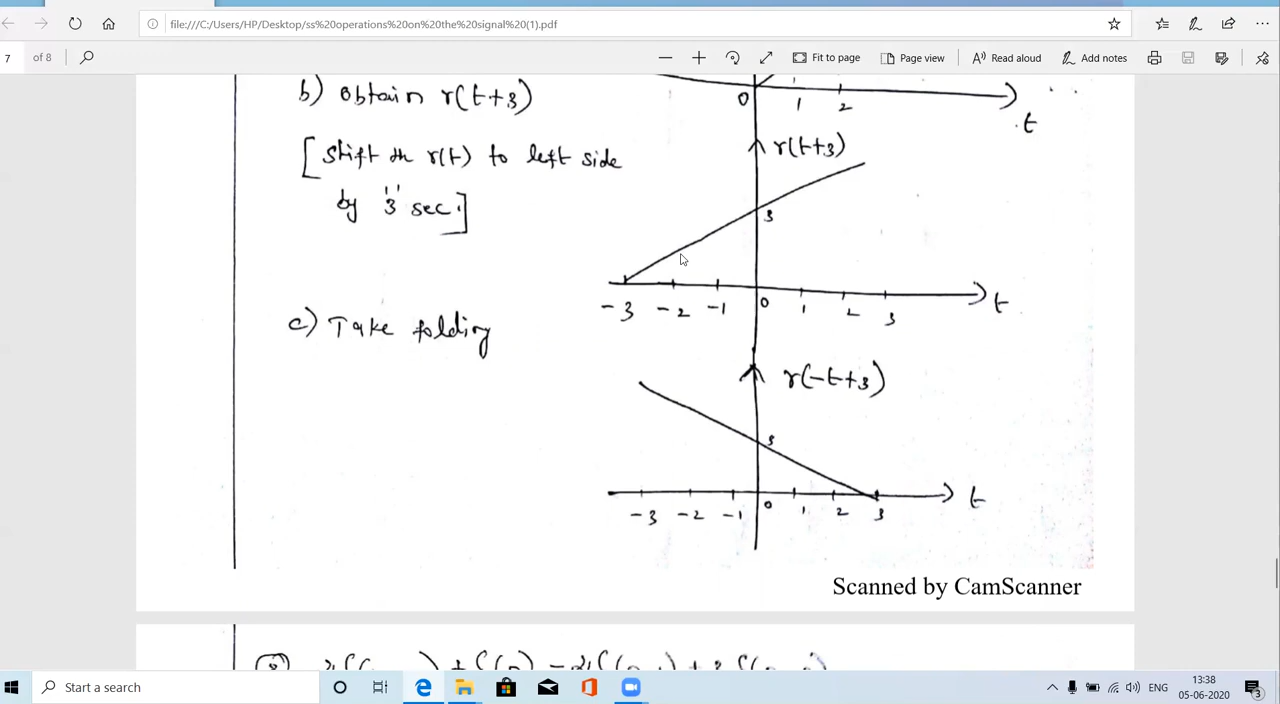 file:///C:/Users/HP/Desktop/ss%20operations%20on%20the%20signal%20(1).pdf
7 of 8
Fit to page
Page view
Read aloud
Add notes
b) Obtain r(t+3)
[Shift the r(t) to left side
by "3 sec.]
0 1 2
t
r(t+3)
3
-3 -2 -1 0 1 2 3 t
c) Take folding
r(-t+3)
3
-3 -2 -1 0 1 2 3 t
Scanned by CamScanner
Start a search
ENG
13:38
05-06-2020
3